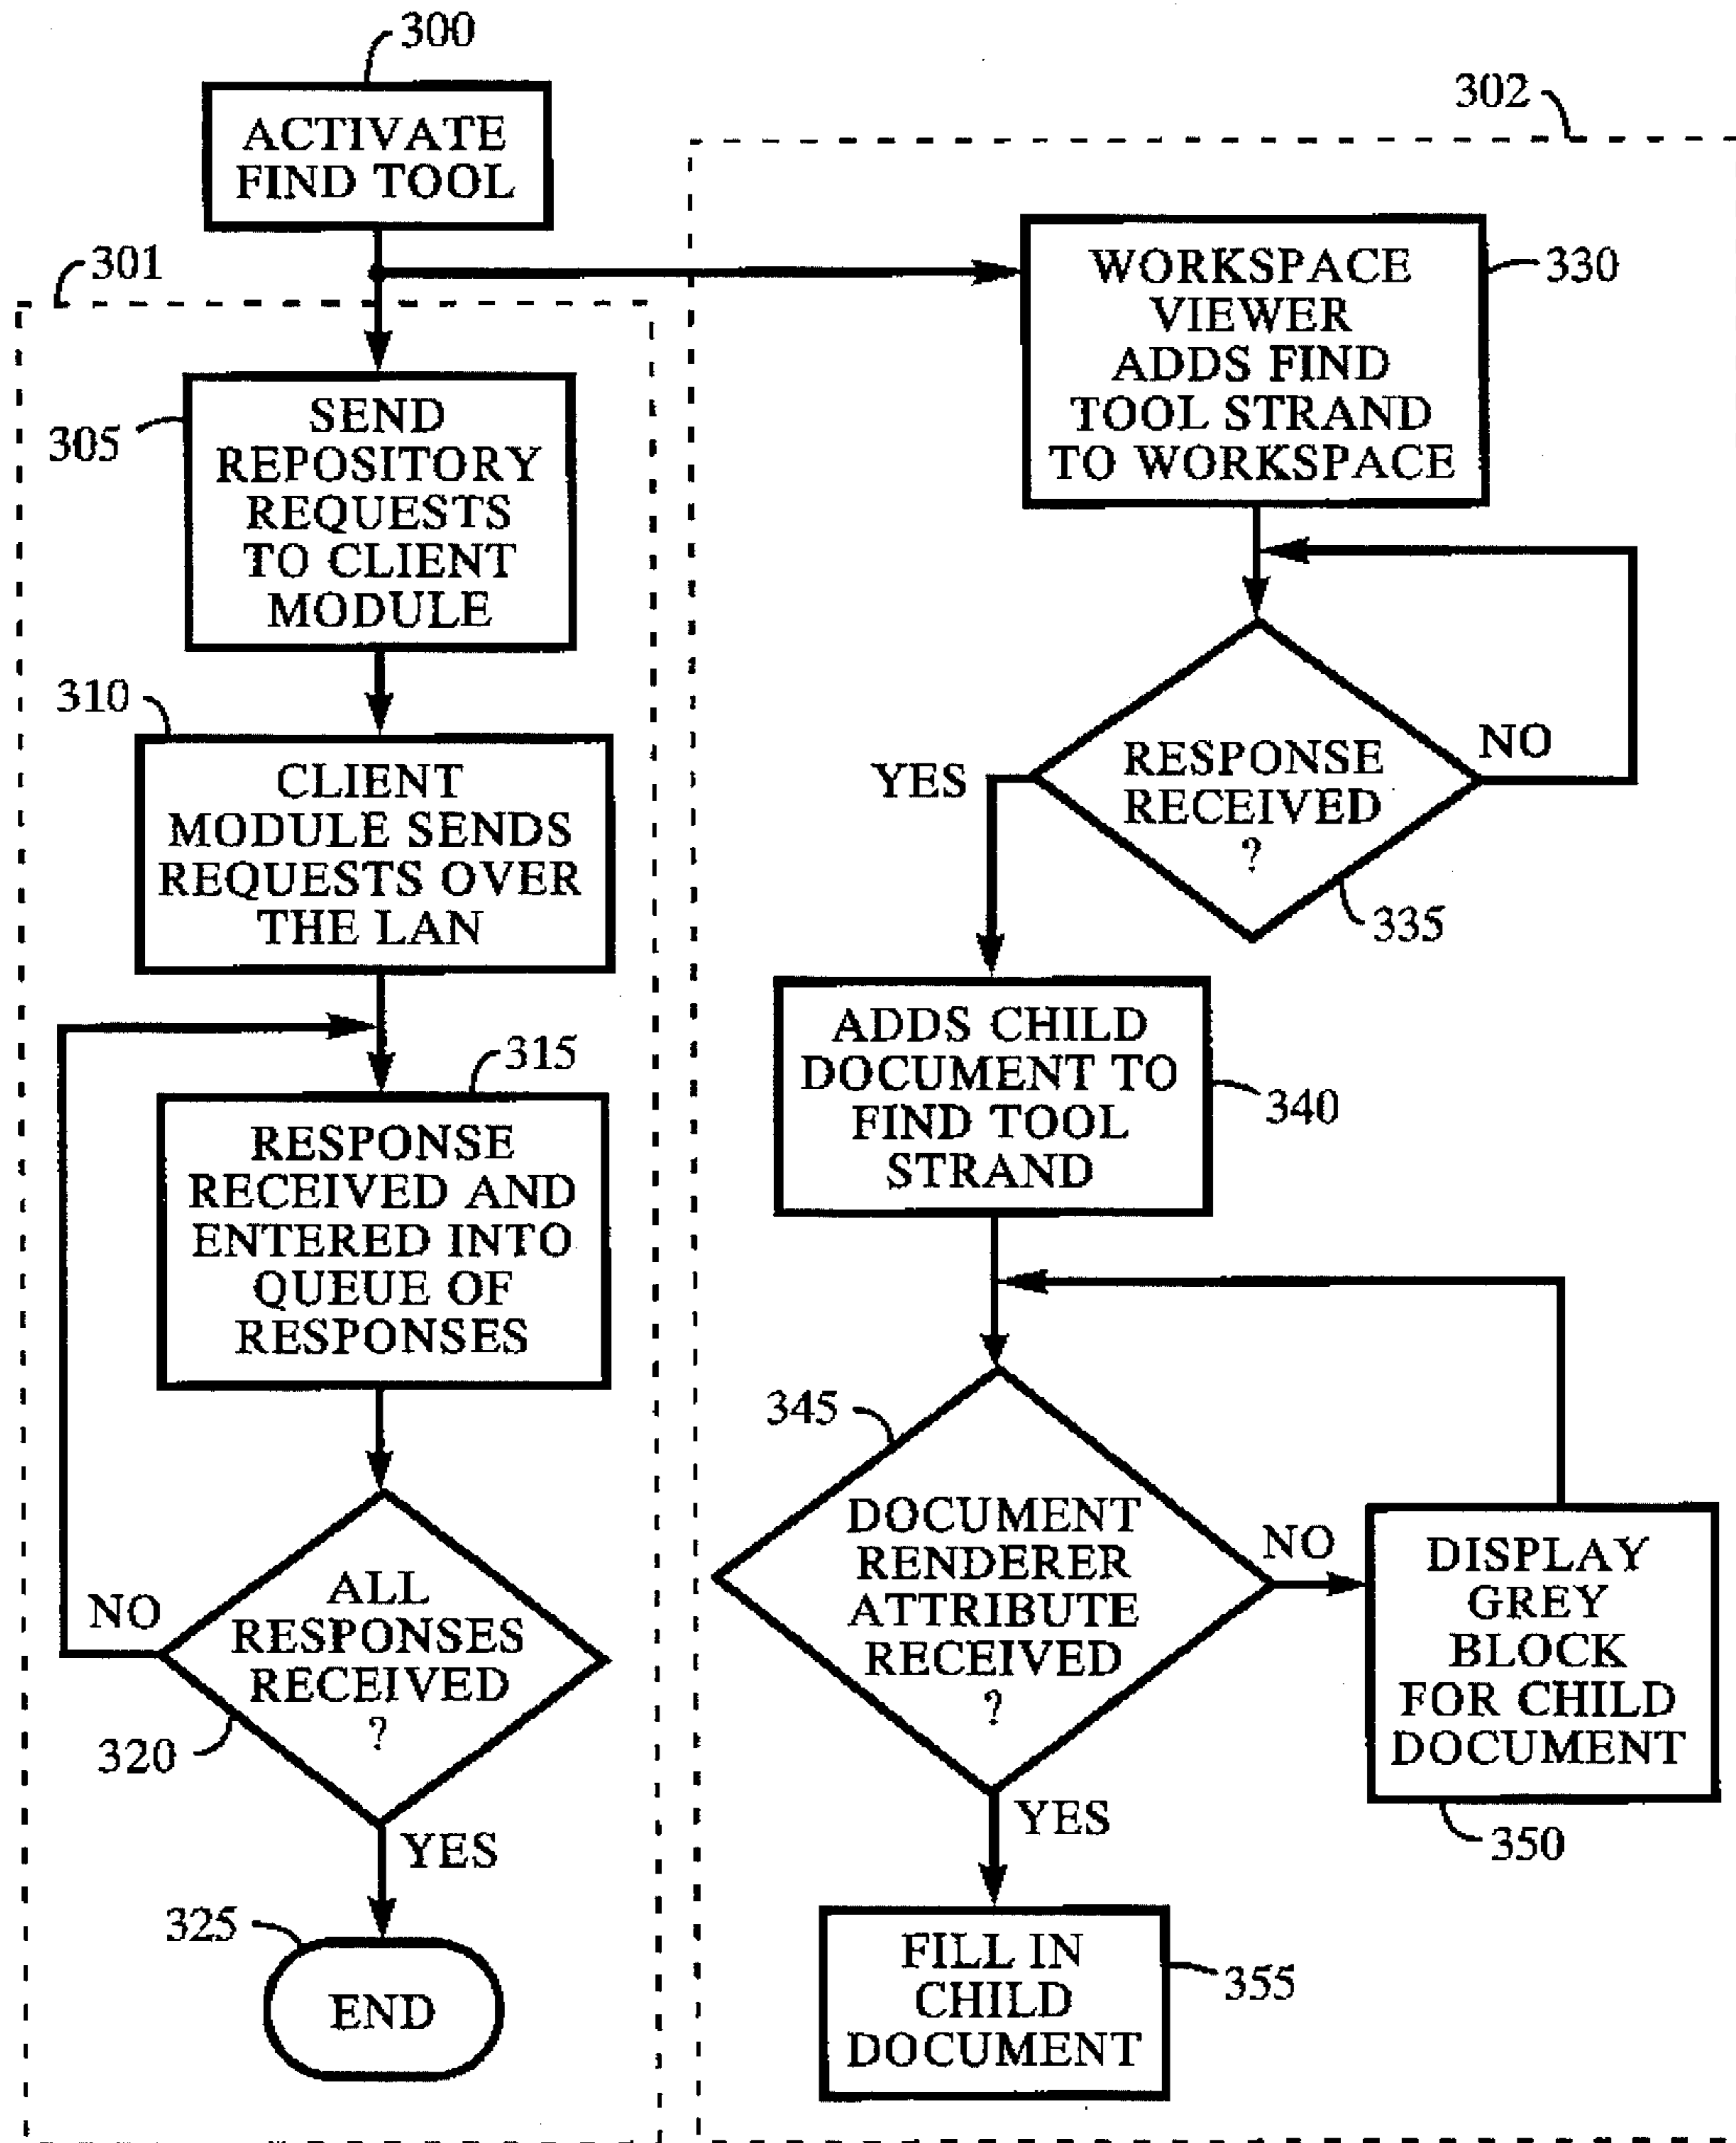 300
ACTIVATE
FIND TOOL
301
305
SEND
REPOSITORY
REQUESTS
TO CLIENT
MODULE
310
CLIENT
MODULE SENDS
REQUESTS OVER
THE LAN
315
RESPONSE
RECEIVED AND
ENTERED INTO
QUEUE OF
RESPONSES
NO
ALL
RESPONSES
RECEIVED
?
320
YES
325
END
302
WORKSPACE
VIEWER
ADDS FIND
TOOL STRAND
TO WORKSPACE
330
YES
RESPONSE
RECEIVED
?
NO
335
ADDS CHILD
DOCUMENT TO
FIND TOOL
STRAND
340
345
DOCUMENT
RENDERER
ATTRIBUTE
RECEIVED
?
NO
DISPLAY
GREY
BLOCK
FOR CHILD
DOCUMENT
350
YES
FILL IN
CHILD
DOCUMENT
355